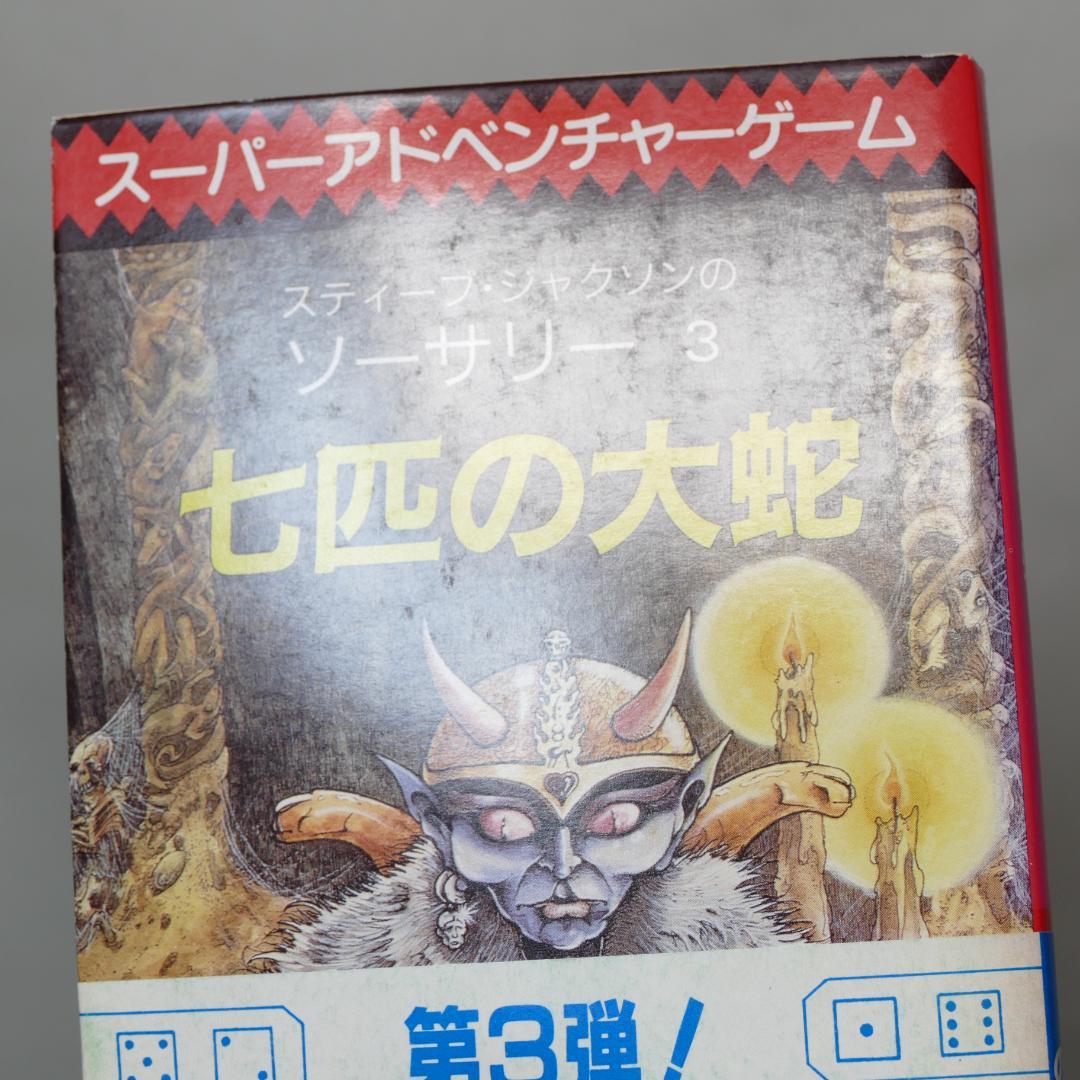 スーパーアドベンチャーゲーム
スティーブ・ジャクソンの
ソーサリー 3
七匹の大蛇
第3弾!